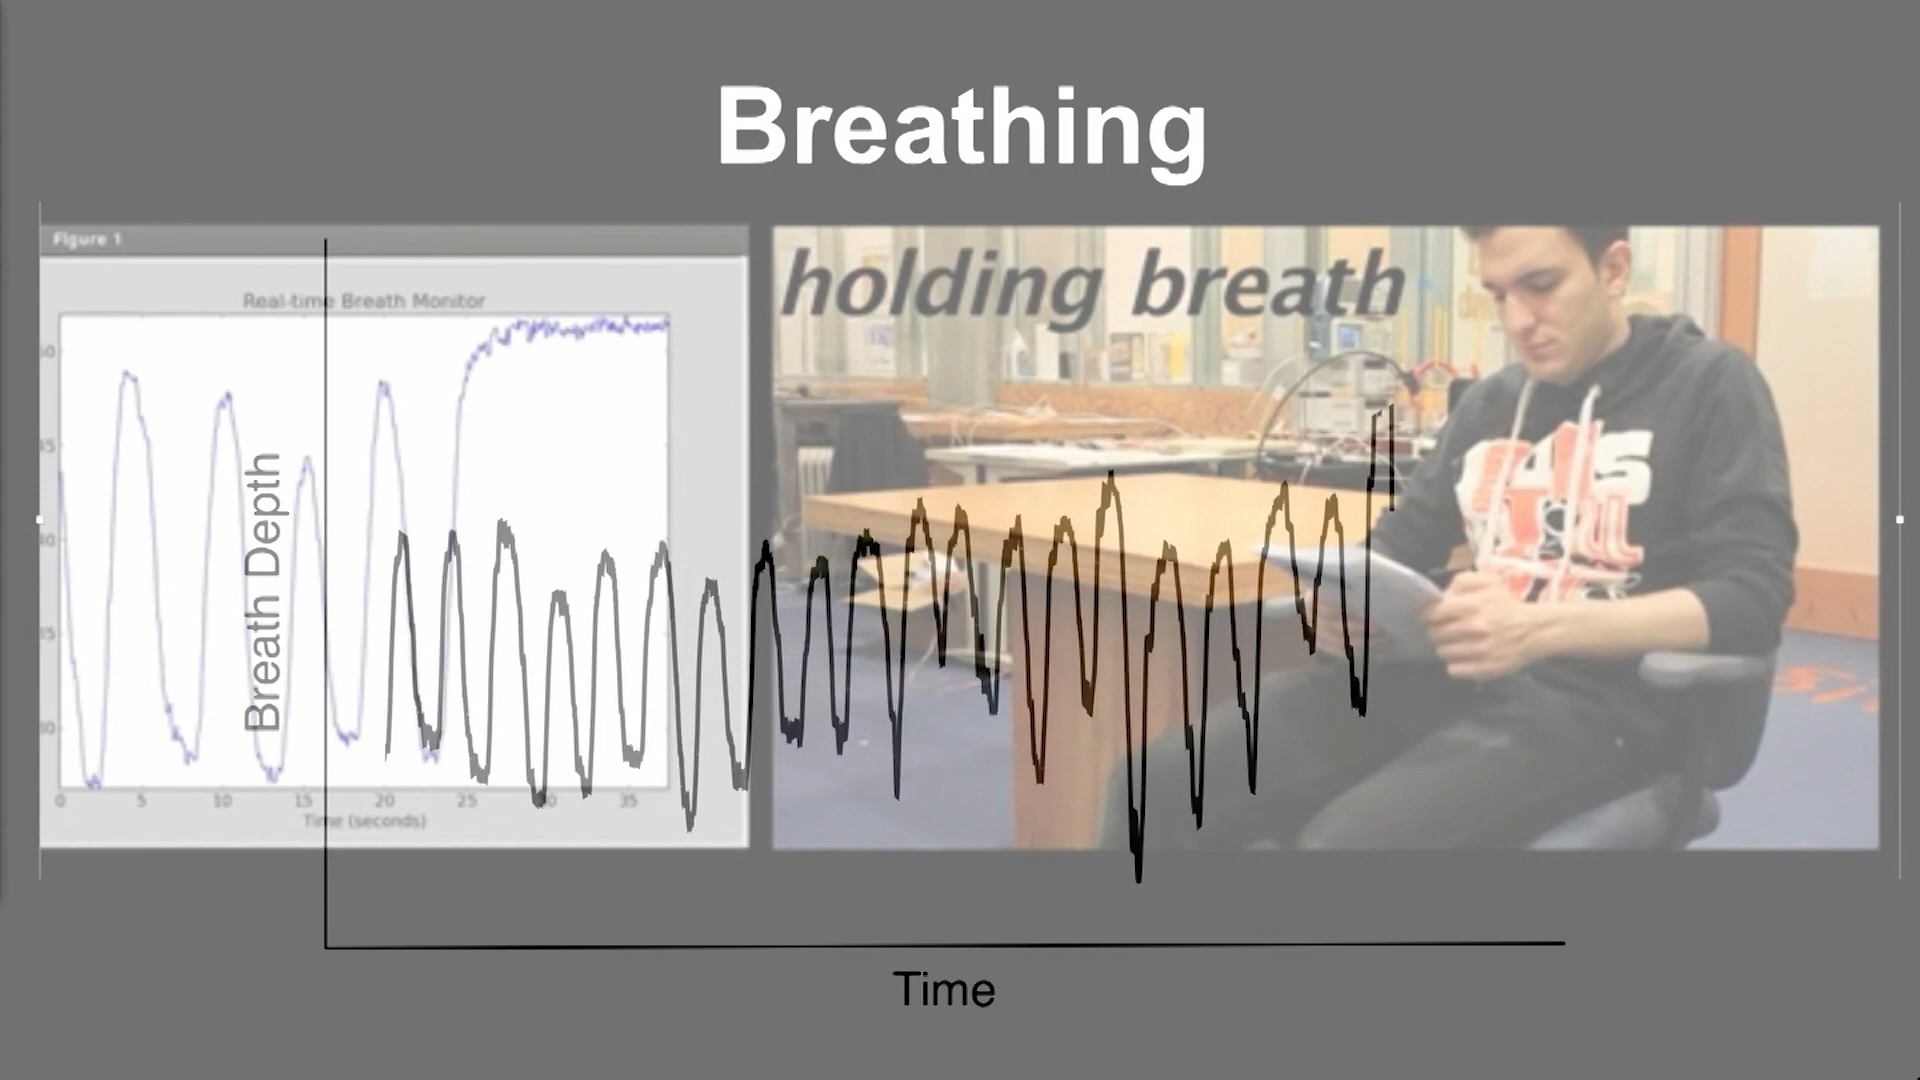 Breathing
Figure 1
holding breath
Real-time Breath Monitor
Breath Depth
0 5 10 15 20 25 35
Time (seconds)
Time